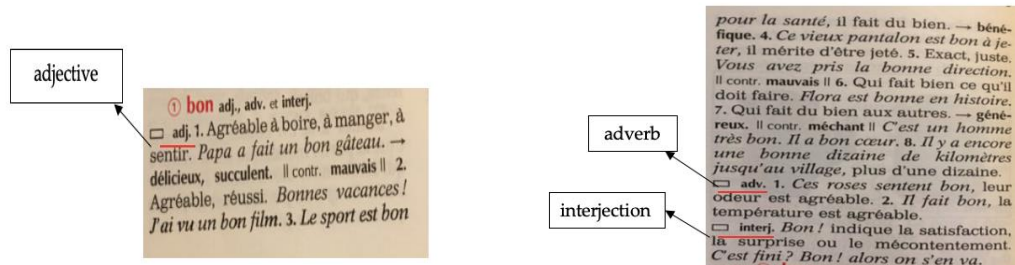 adjective
① bon adj., adv. et interj.
▭ adj. 1. Agréable à boire, à manger, à
sentir. Papa a fait un bon gâteau. →
délicieux, succulent. || contr. mauvais || 2.
Agréable, réussi. Bonnes vacances !
J'ai vu un bon film. 3. Le sport est bon
adverb
interjection
pour la santé, il fait du bien. → béné-
fique. 4. Ce vieux pantalon est bon à je-
ter, il mérite d'être jeté. 5. Exact, juste.
Vous avez pris la bonne direction.
|| contr. mauvais || 6. Qui fait bien ce qu'il
doit faire. Flora est bonne en histoire.
7. Qui fait du bien aux autres. → géné-
reux. || contr. méchant || C'est un homme
très bon. Il a bon cœur. 8. Il y a encore
une bonne dizaine de kilomètres
jusqu'au village, plus d'une dizaine.
▭ adv. 1. Ces roses sentent bon, leur
odeur est agréable. 2. Il fait bon, la
température est agréable.
▭ interj. Bon ! indique la satisfaction,
la surprise ou le mécontentement.
C'est fini ? Bon ! alors on s'en va.